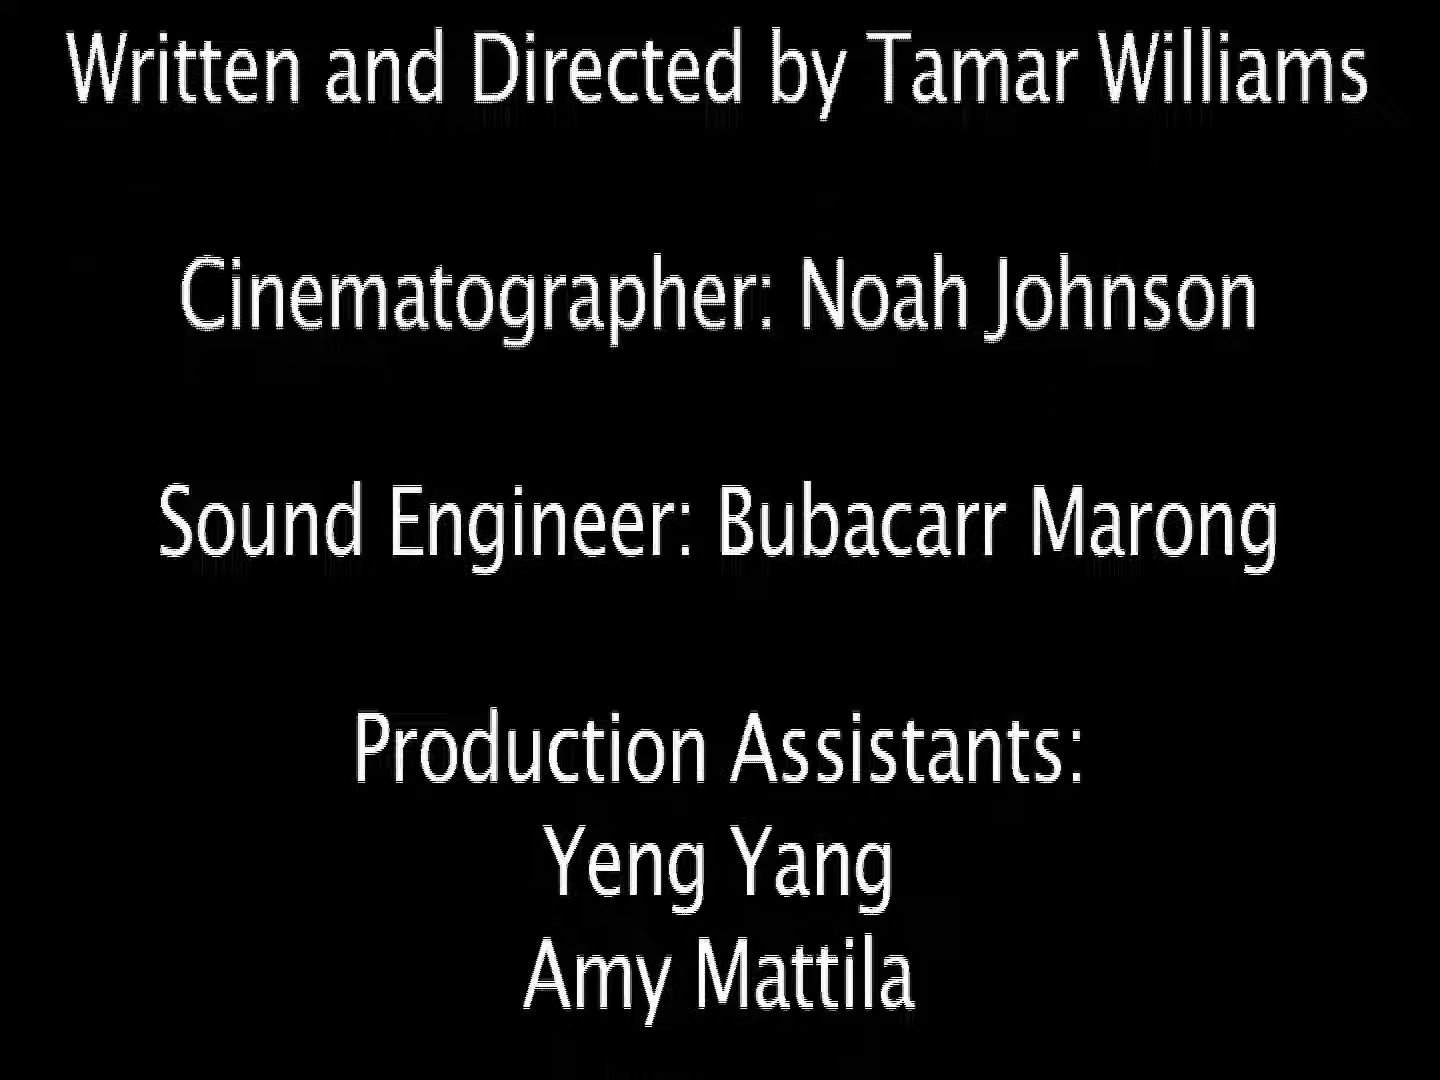 Written and Directed by Tamar Williams
Cinematographer: Noah Johnson
Sound Engineer: Bubacarr Marong
Production Assistants:
Yeng Yang
Amy Mattila